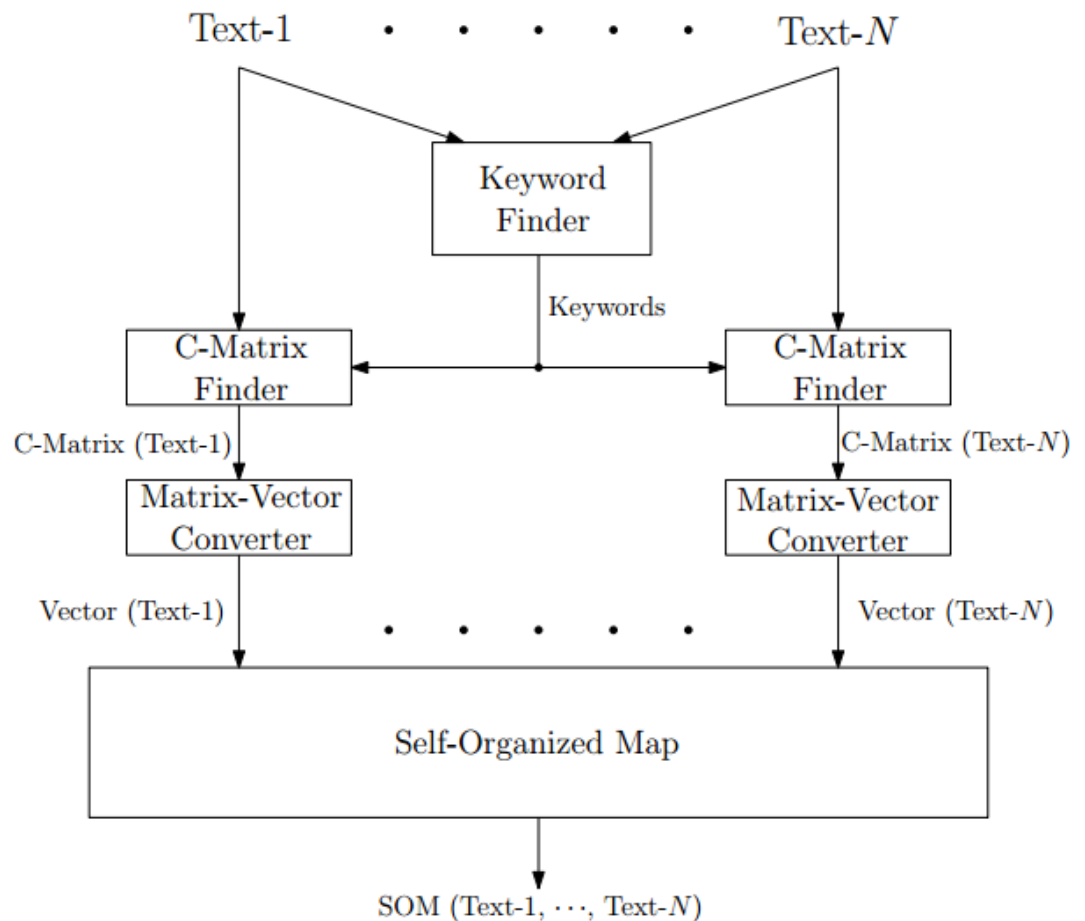 Text-1 · · · · · Text-N
Keyword
Finder
Keywords
C-Matrix
Finder
C-Matrix
Finder
C-Matrix (Text-1)
C-Matrix (Text-N)
Matrix-Vector
Converter
Matrix-Vector
Converter
Vector (Text-1)
Vector (Text-N)
· · · · ·
Self-Organized Map
SOM (Text-1, ···, Text-N)